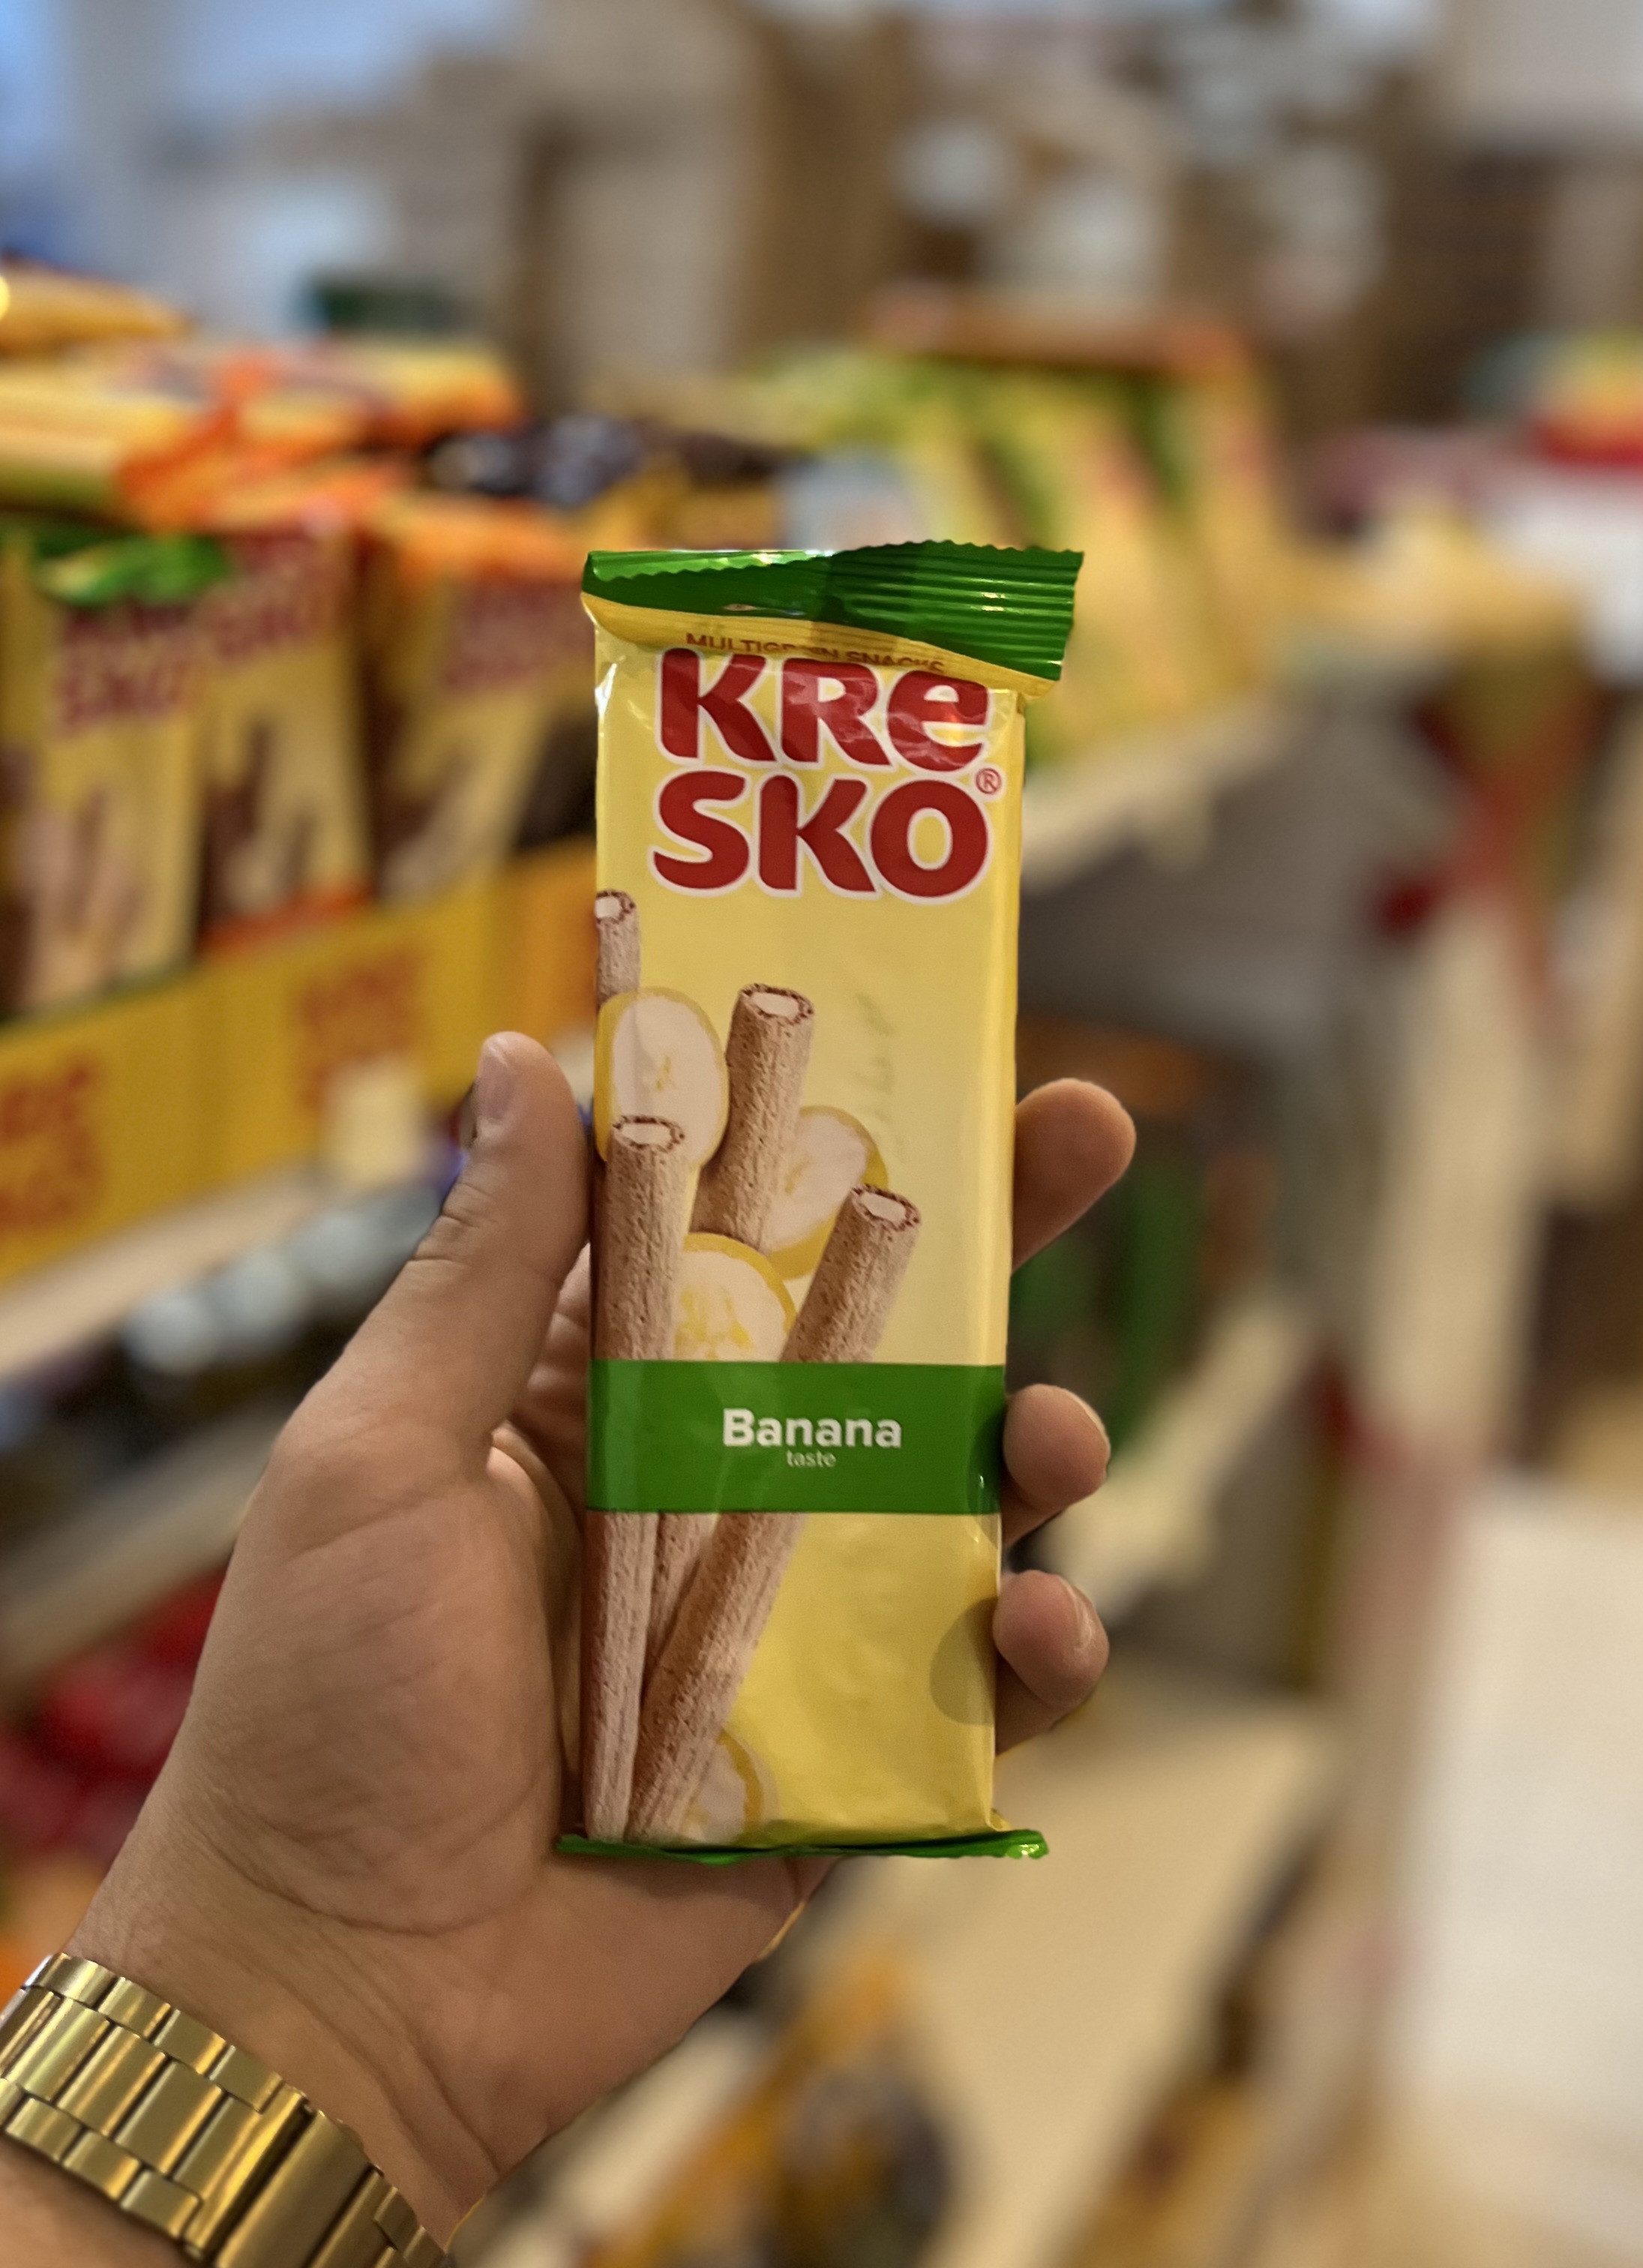 MULTIGRAIN SNACKS
KRe
SKO®
Banana
taste